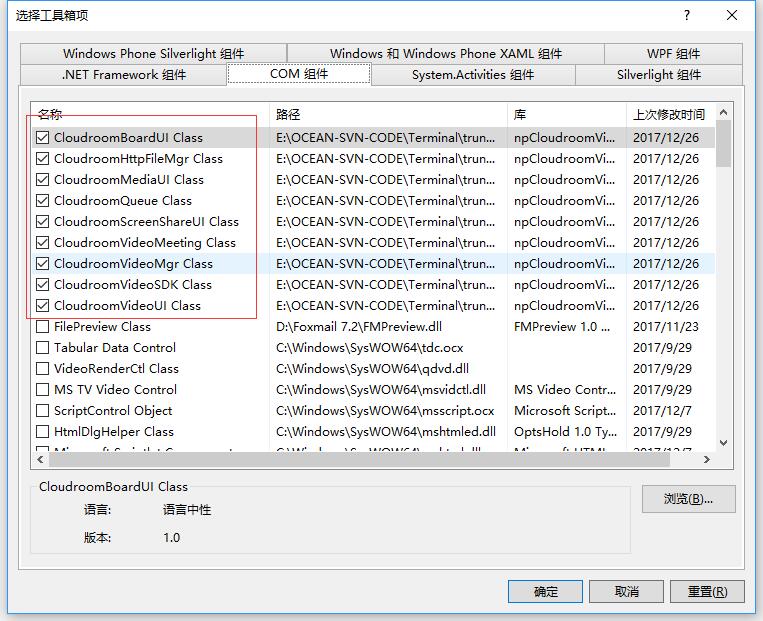 选择工具箱项
Windows Phone Silverlight 组件 Windows 和 Windows Phone XAML 组件 WPF 组件
.NET Framework 组件 COM 组件 System.Activities 组件 Silverlight 组件
名称 路径 库 上次修改时间
CloudroomBoardUI Class E:\OCEAN-SVN-CODE\Terminal\trun... npCloudroomVi... 2017/12/26
CloudroomHttpFileMgr Class E:\OCEAN-SVN-CODE\Terminal\trun... npCloudroomVi... 2017/12/26
CloudroomMediaUI Class E:\OCEAN-SVN-CODE\Terminal\trun... npCloudroomVi... 2017/12/26
CloudroomQueue Class E:\OCEAN-SVN-CODE\Terminal\trun... npCloudroomVi... 2017/12/26
CloudroomScreenShareUI Class E:\OCEAN-SVN-CODE\Terminal\trun... npCloudroomVi... 2017/12/26
CloudroomVideoMeeting Class E:\OCEAN-SVN-CODE\Terminal\trun... npCloudroomVi... 2017/12/26
CloudroomVideoMgr Class E:\OCEAN-SVN-CODE\Terminal\trun... npCloudroomVi... 2017/12/26
CloudroomVideoSDK Class E:\OCEAN-SVN-CODE\Terminal\trun... npCloudroomVi... 2017/12/26
CloudroomVideoUI Class E:\OCEAN-SVN-CODE\Terminal\trun... npCloudroomVi... 2017/12/26
FilePreview Class D:\Foxmail 7.2\FMPreview.dll FMPreview 1.0 ... 2017/11/23
Tabular Data Control C:\Windows\SysWOW64\tdc.ocx 2017/9/29
VideoRenderCtl Class C:\Windows\SysWOW64\qdvd.dll 2017/9/29
MS TV Video Control C:\Windows\SysWOW64\msvidctl.dll MS Video Contr... 2017/9/29
ScriptControl Object C:\Windows\SysWOW64\msscript.ocx Microsoft Script... 2017/12/7
HtmlDlgHelper Class C:\Windows\SysWOW64\mshtmled.dll OptsHold 1.0 Ty... 2017/9/29
CloudroomBoardUI Class
语言: 语言中性
版本: 1.0
浏览(B)...
确定 取消 重置(R)